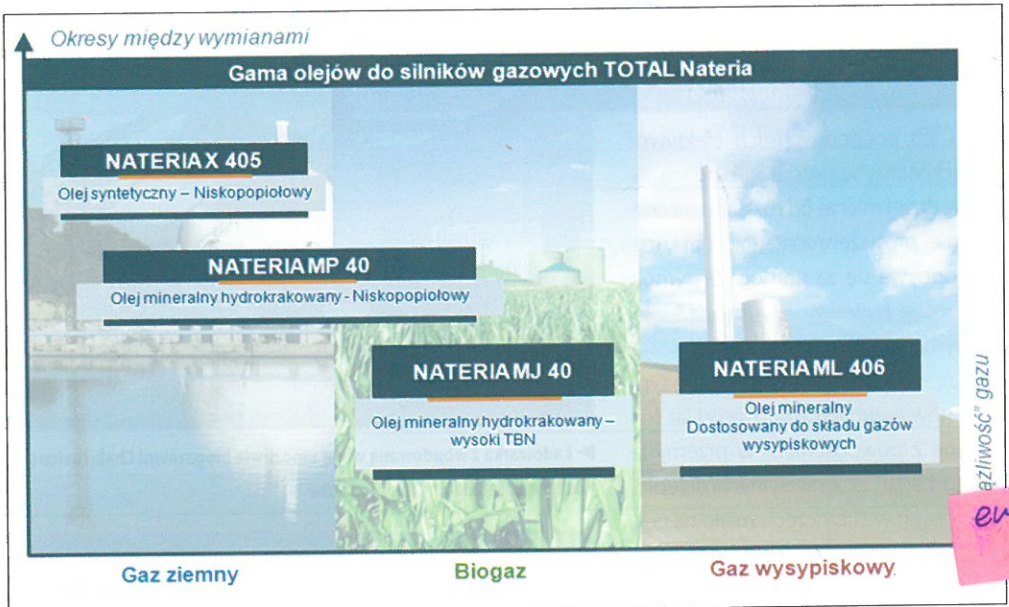 Okresy między wymianami
Gama olejów do silników gazowych TOTAL Nateria
NATERIA X 405
Olej syntetyczny – Niskopopiołowy
NATERIA MP 40
Olej mineralny hydrokrakowany - Niskopopiołowy
NATERIA MJ 40
Olej mineralny hydrokrakowany –
wysoki TBN
NATERIA ML 406
Olej mineralny
Dostosowany do składu gazów
wysypiskowych
gazu
Gaz ziemny
Biogaz
Gaz wysypiskowy